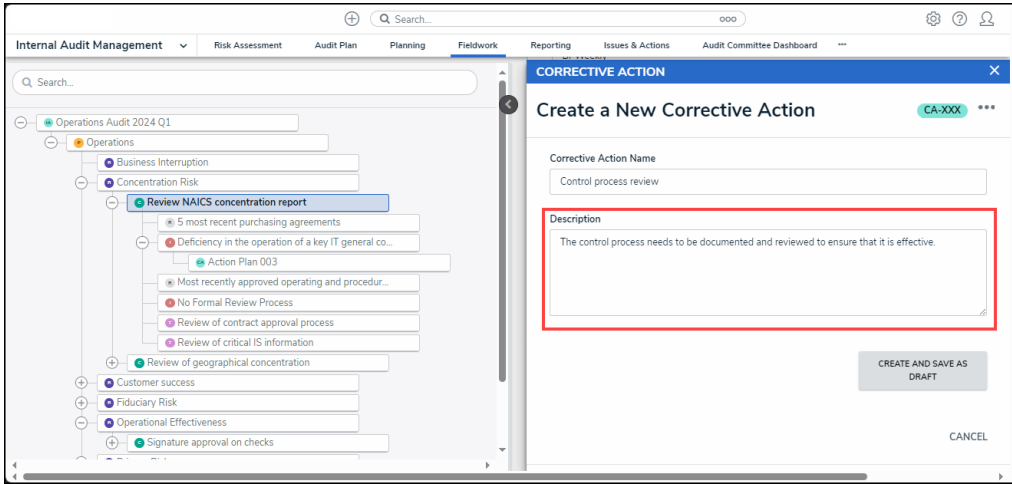 Search...
ooo
Internal Audit Management
Risk Assessment
Audit Plan
Planning
Fieldwork
Reporting
Issues & Actions
Audit Committee Dashboard
Search...
Operations Audit 2024 Q1
Operations
Business Interruption
Concentration Risk
Review NAICS concentration report
5 most recent purchasing agreements
Deficiency in the operation of a key IT general co...
Action Plan 003
Most recently approved operating and procedur...
No Formal Review Process
Review of contract approval process
Review of critical IS information
Review of geographical concentration
Customer success
Fiduciary Risk
Operational Effectiveness
Signature approval on checks
CORRECTIVE ACTION
Create a New Corrective Action
CA-XXX
Corrective Action Name
Control process review
Description
The control process needs to be documented and reviewed to ensure that it is effective.
CREATE AND SAVE AS
DRAFT
CANCEL